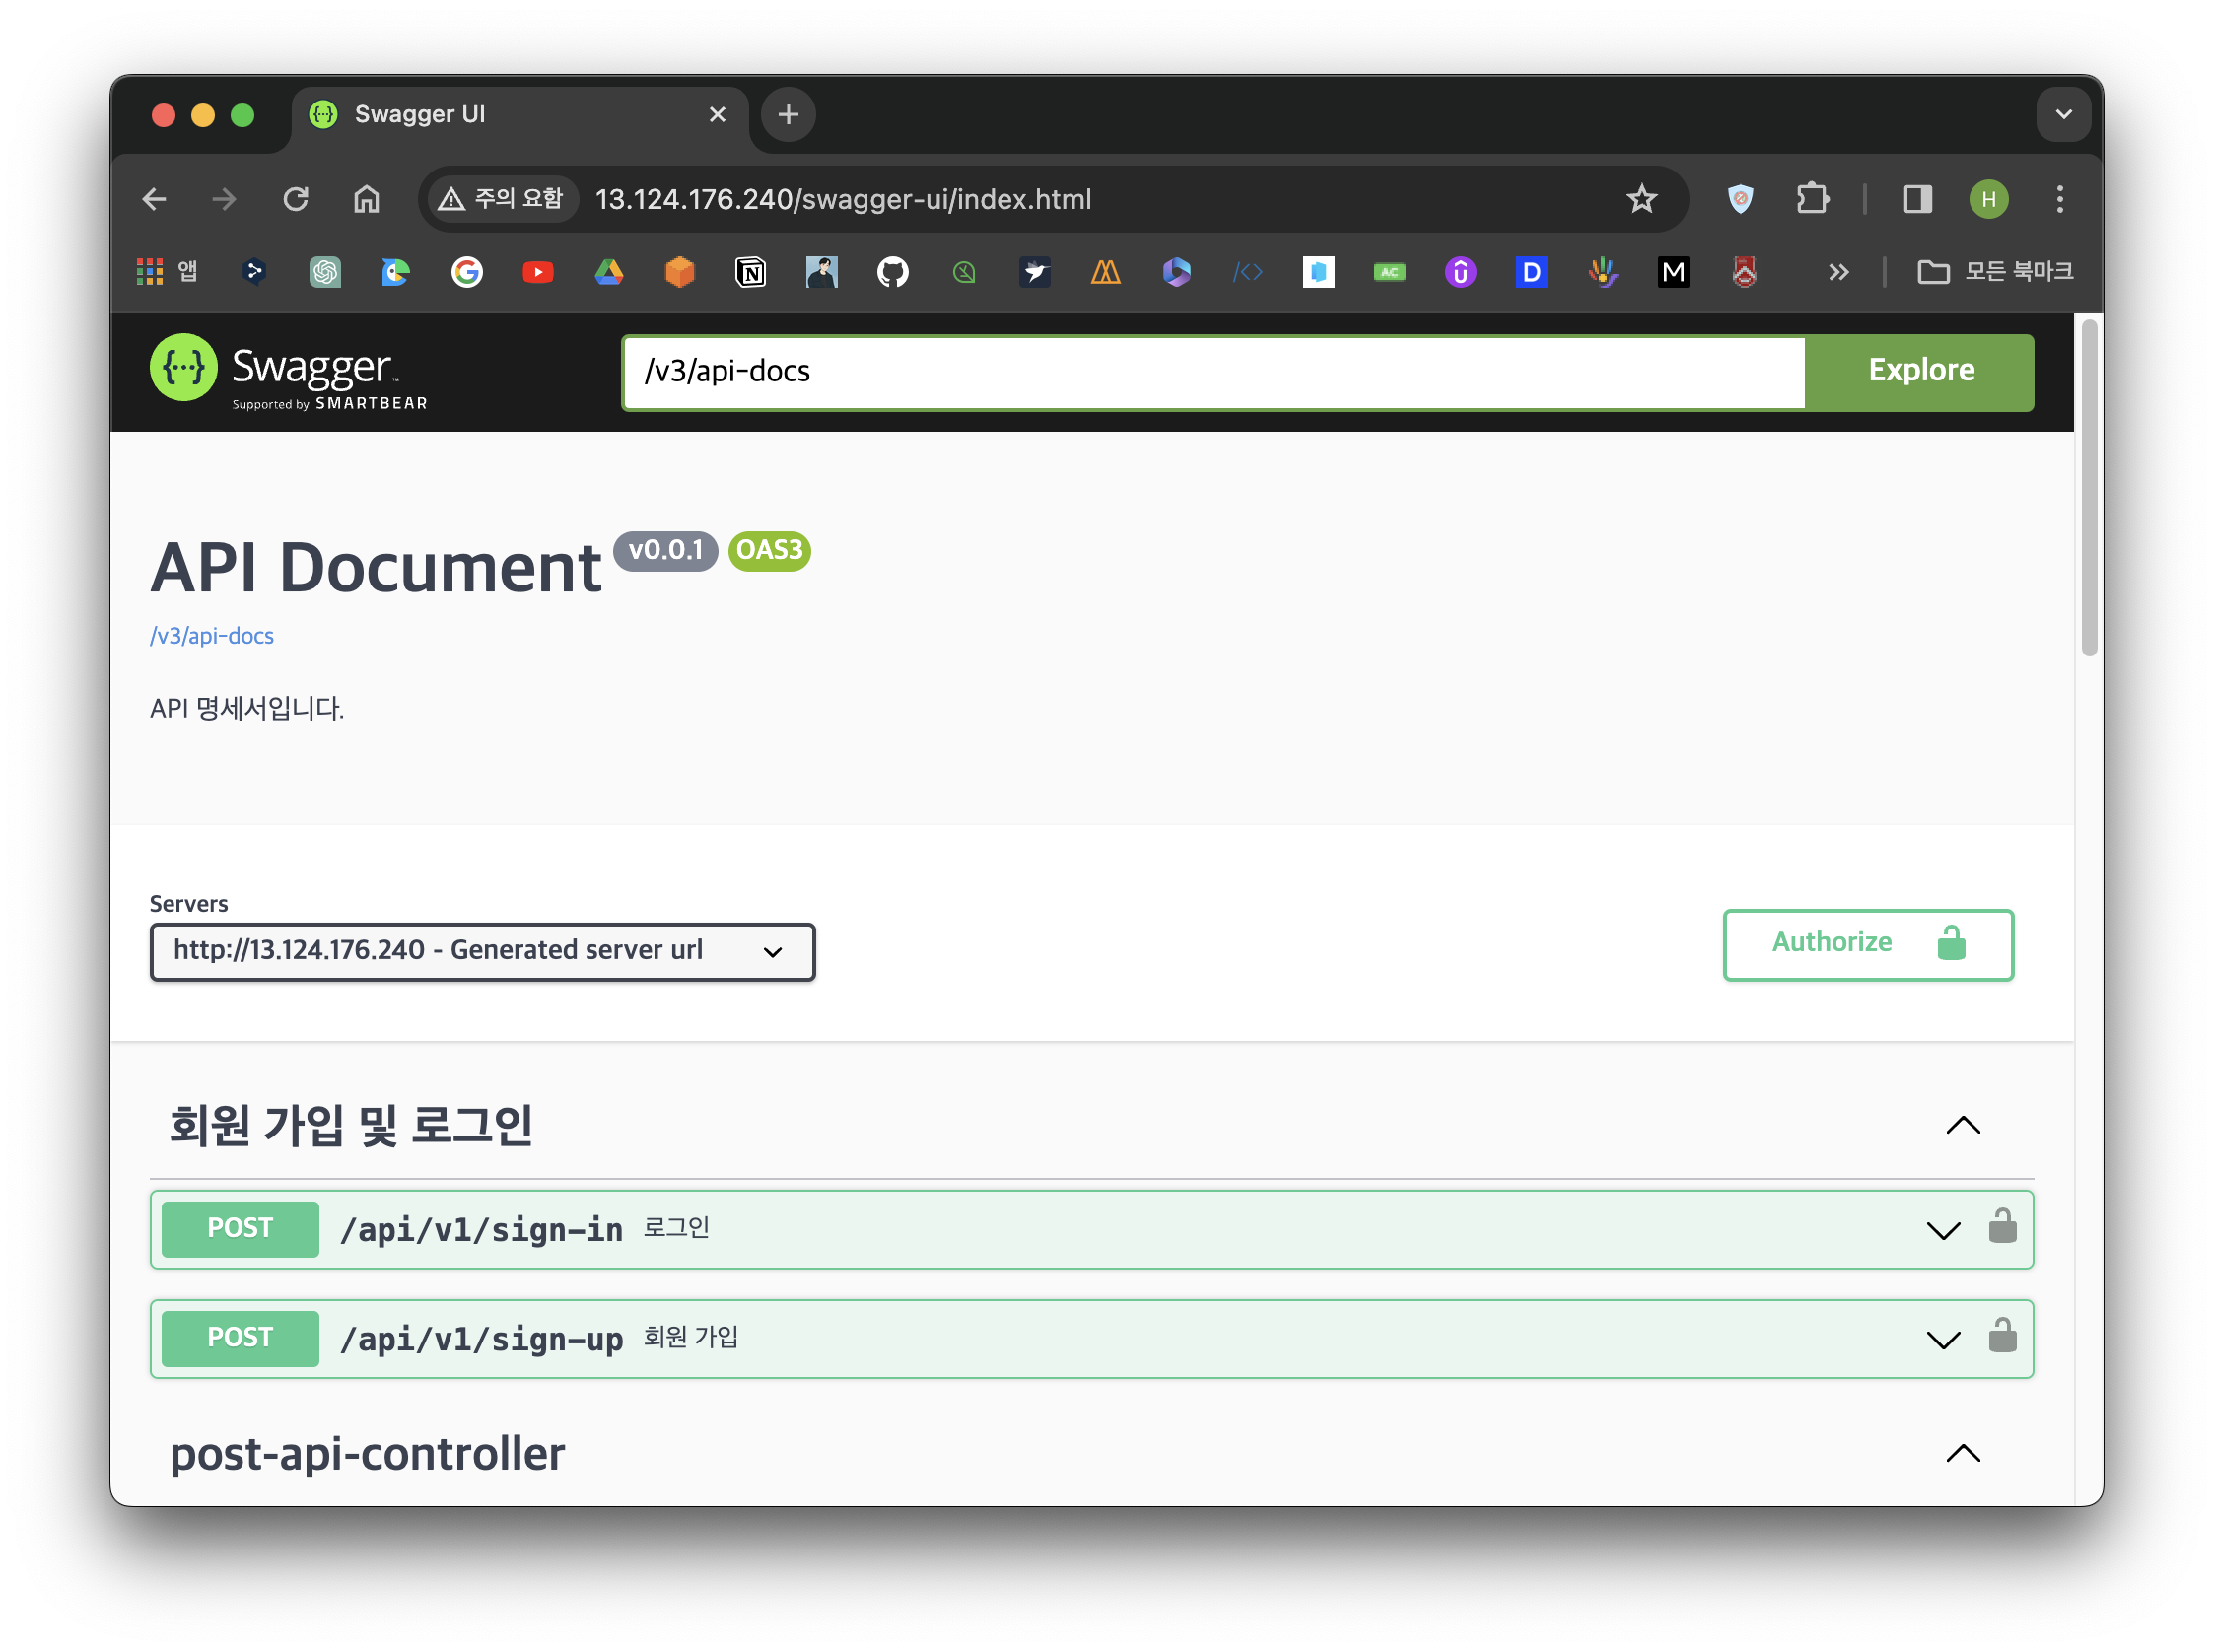 Swagger UI
주의 요함 13.124.176.240/swagger-ui/index.html
H
앱
N
AC
D
M
모든 북마크
{···} Swagger™
Supported by SMARTBEAR
/v3/api-docs
Explore
API Document v0.0.1 OAS3
/v3/api-docs
API 명세서입니다.
Servers
http://13.124.176.240 - Generated server url
Authorize
회원 가입 및 로그인
POST /api/v1/sign-in 로그인
POST /api/v1/sign-up 회원 가입
post-api-controller